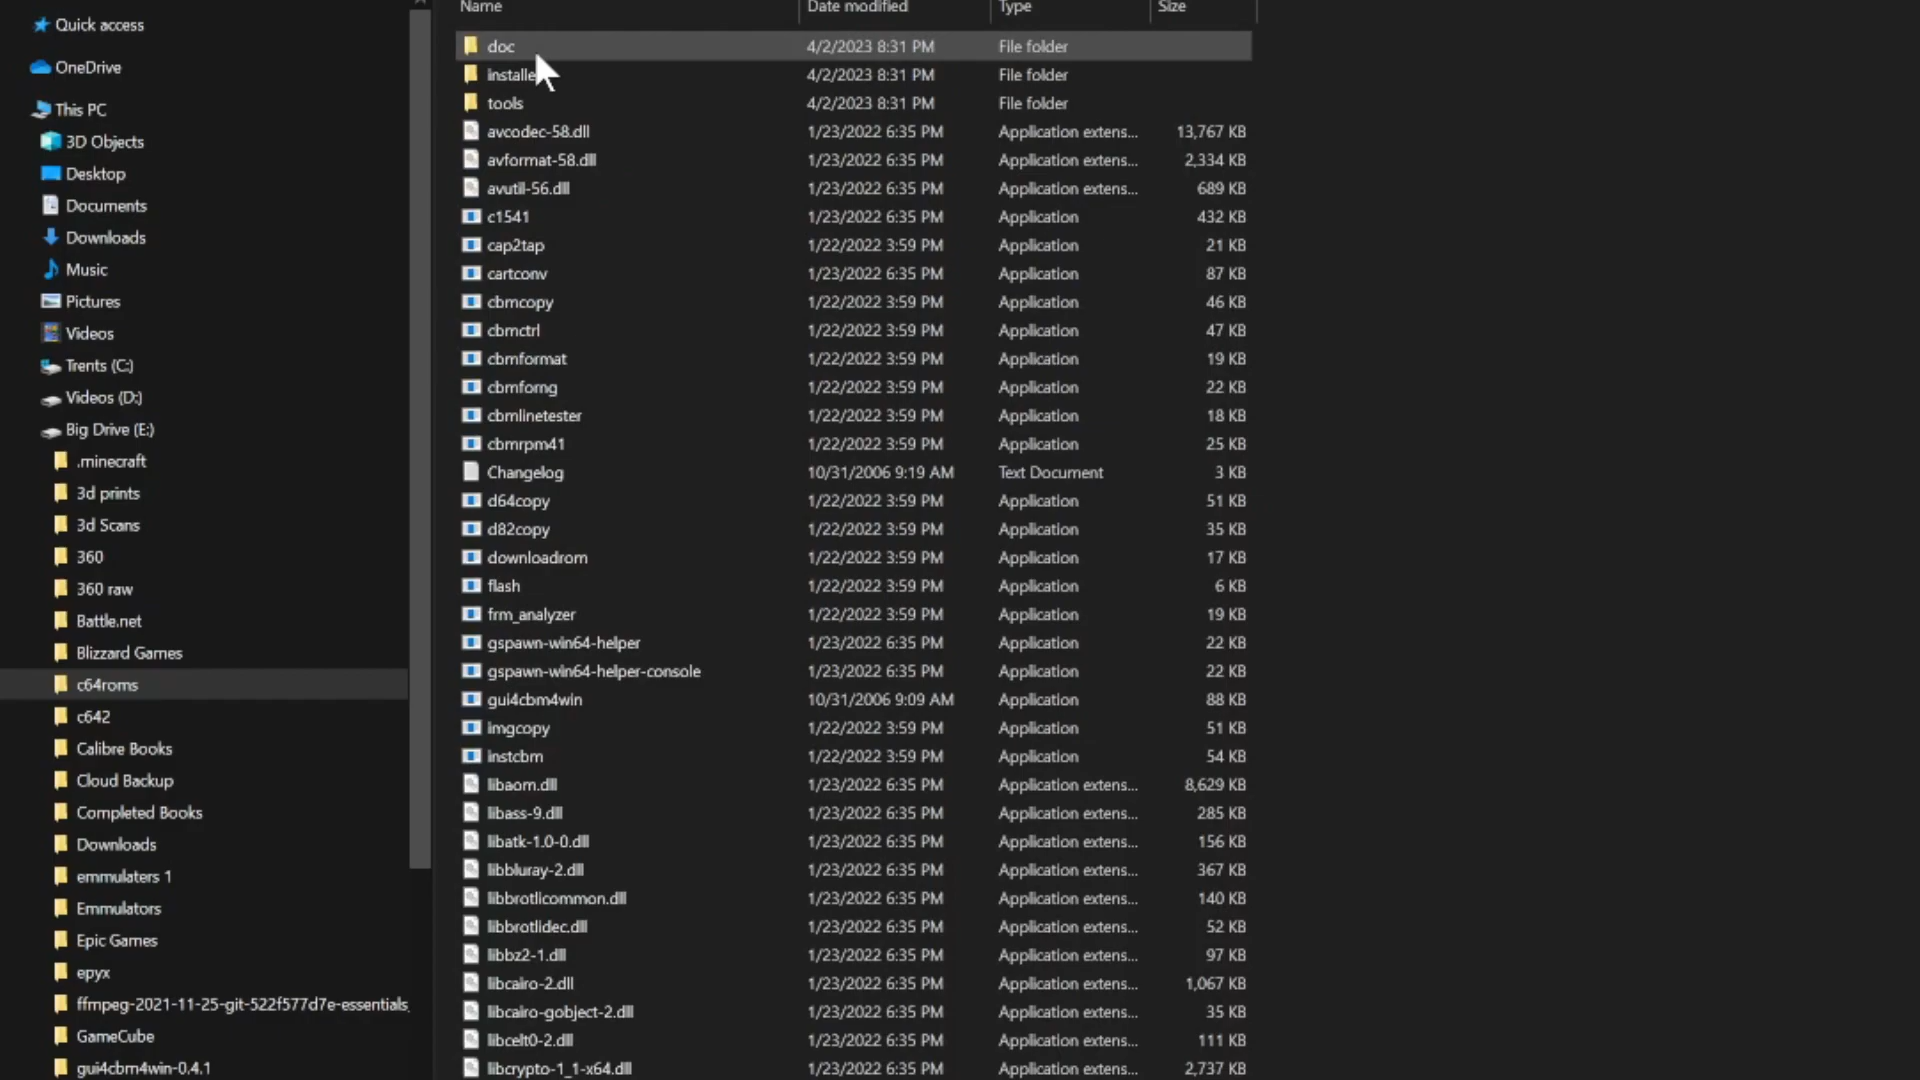 Quick access
OneDrive
This PC
3D Objects
Desktop
Documents
Downloads
Music
Pictures
Videos
Trents (C:)
Videos (D:)
Big Drive (E:)
.minecraft
3d prints
3d Scans
360
360 raw
Battle.net
Blizzard Games
c64roms
c642
Calibre Books
Cloud Backup
Completed Books
Downloads
emmulaters 1
Emmulators
Epic Games
epyx
ffmpeg-2021-11-25-git-522f577d7e-essentials_
GameCube
gui4cbm4win-0.4.1
Name Date modified Type Size
doc 4/2/2023 8:31 PM File folder
installe 4/2/2023 8:31 PM File folder
tools 4/2/2023 8:31 PM File folder
avcodec-58.dll 1/23/2022 6:35 PM Application extens... 13,767 KB
avformat-58.dll 1/23/2022 6:35 PM Application extens... 2,334 KB
avutil-56.dll 1/23/2022 6:35 PM Application extens... 689 KB
c1541 1/23/2022 6:35 PM Application 432 KB
cap2tap 1/22/2022 3:59 PM Application 21 KB
cartconv 1/23/2022 6:35 PM Application 87 KB
cbmcopy 1/22/2022 3:59 PM Application 46 KB
cbmctrl 1/22/2022 3:59 PM Application 47 KB
cbmformat 1/22/2022 3:59 PM Application 19 KB
cbmforng 1/22/2022 3:59 PM Application 22 KB
cbmlinetester 1/22/2022 3:59 PM Application 18 KB
cbmrpm41 1/22/2022 3:59 PM Application 25 KB
Changelog 10/31/2006 9:19 AM Text Document 3 KB
d64copy 1/22/2022 3:59 PM Application 51 KB
d82copy 1/22/2022 3:59 PM Application 35 KB
downloadrom 1/22/2022 3:59 PM Application 17 KB
flash 1/22/2022 3:59 PM Application 6 KB
frm_analyzer 1/22/2022 3:59 PM Application 19 KB
gspawn-win64-helper 1/23/2022 6:35 PM Application 22 KB
gspawn-win64-helper-console 1/23/2022 6:35 PM Application 22 KB
gui4cbm4win 10/31/2006 9:09 AM Application 88 KB
imgcopy 1/22/2022 3:59 PM Application 51 KB
instcbm 1/22/2022 3:59 PM Application 54 KB
libaom.dll 1/23/2022 6:35 PM Application extens... 8,629 KB
libass-9.dll 1/23/2022 6:35 PM Application extens... 285 KB
libatk-1.0-0.dll 1/23/2022 6:35 PM Application extens... 156 KB
libbluray-2.dll 1/23/2022 6:35 PM Application extens... 367 KB
libbrotlicommon.dll 1/23/2022 6:35 PM Application extens... 140 KB
libbrotlidec.dll 1/23/2022 6:35 PM Application extens... 52 KB
libbz2-1.dll 1/23/2022 6:35 PM Application extens... 97 KB
libcairo-2.dll 1/23/2022 6:35 PM Application extens... 1,067 KB
libcairo-gobject-2.dll 1/23/2022 6:35 PM Application extens... 35 KB
libcelt0-2.dll 1/23/2022 6:35 PM Application extens... 111 KB
libcrypto-1_1-x64.dll 1/23/2022 6:35 PM Application extens... 2,737 KB